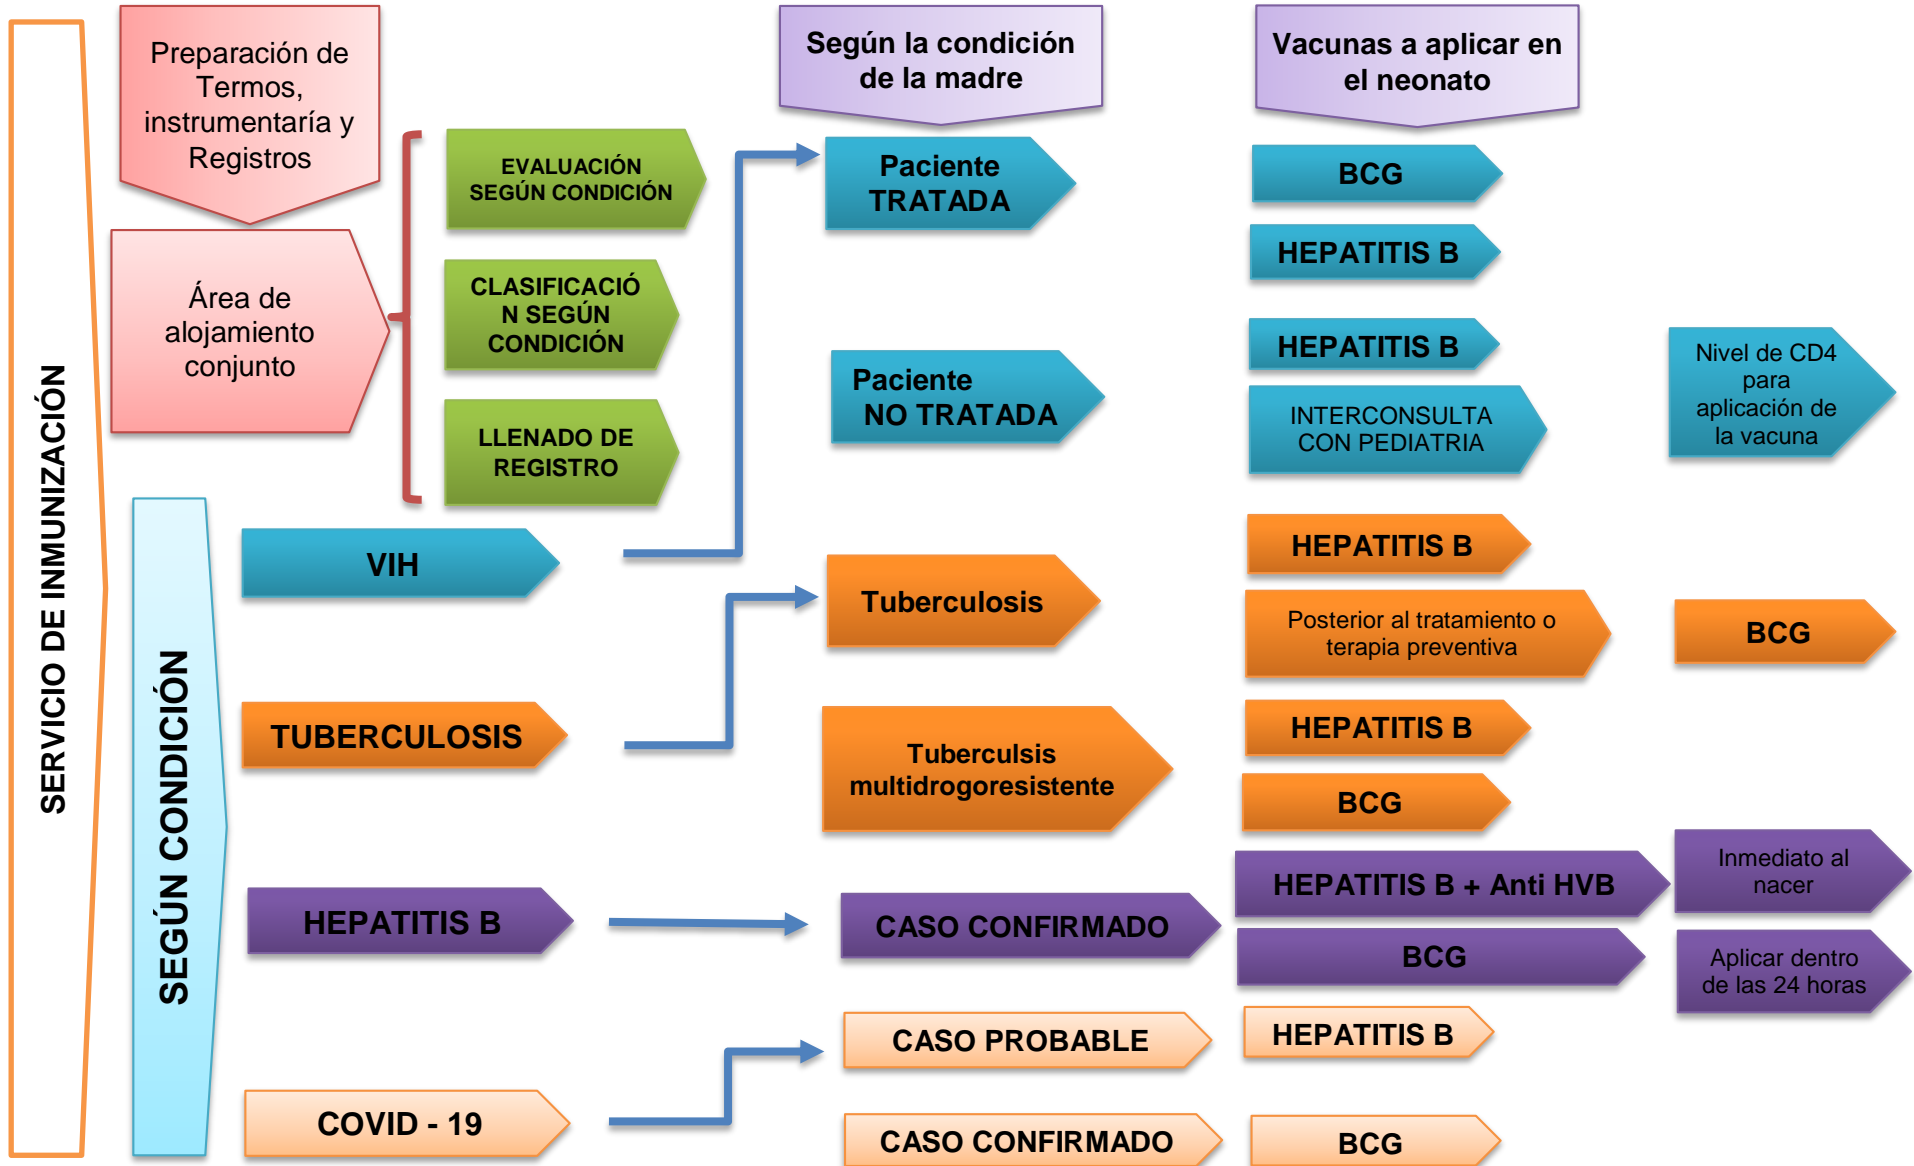 SERVICIO DE INMUNIZACIÓN
Preparación de
Termos,
instrumentaría y
Registros
Área de
alojamiento
conjunto
EVALUACIÓN
SEGÚN CONDICIÓN
CLASIFICACIÓ
N SEGÚN
CONDICIÓN
LLENADO DE
REGISTRO
Según la condición
de la madre
Vacunas a aplicar en
el neonato
SEGÚN CONDICIÓN
VIH
Paciente
TRATADA
BCG
HEPATITIS B
Paciente
NO TRATADA
HEPATITIS B
INTERCONSULTA
CON PEDIATRIA
Nivel de CD4
para
aplicación de
la vacuna
TUBERCULOSIS
Tuberculosis
HEPATITIS B
Posterior al tratamiento o
terapia preventiva
BCG
Tuberculsis
multidrogoresistente
HEPATITIS B
BCG
HEPATITIS B
CASO CONFIRMADO
HEPATITIS B + Anti HVB
Inmediato al
nacer
BCG
Aplicar dentro
de las 24 horas
COVID - 19
CASO PROBABLE
HEPATITIS B
CASO CONFIRMADO
BCG